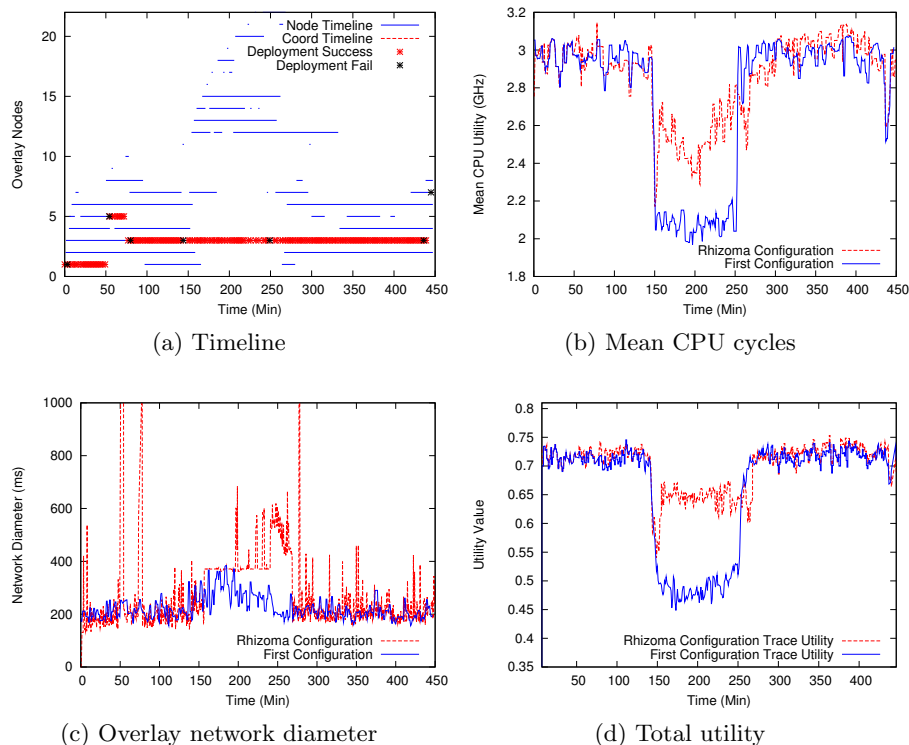 Node Timeline
Coord Timeline
Deployment Success
Deployment Fail
Overlay Nodes
20
15
10
5
0
0 50 100 150 200 250 300 350 400 450
Time (Min)
(a) Timeline
Mean CPU Utility (GHz)
3.2
3
2.8
2.6
2.4
2.2
2
1.8
Rhizoma Configuration
First Configuration
0 50 100 150 200 250 300 350 400 450
Time (Min)
(b) Mean CPU cycles
Network Diameter (ms)
1000
800
600
400
200
0
Rhizoma Configuration
First Configuration
0 50 100 150 200 250 300 350 400 450
Time (Min)
(c) Overlay network diameter
Utility Value
0.8
0.75
0.7
0.65
0.6
0.55
0.5
0.45
0.4
0.35
Rhizoma Configuration Trace Utility
First Configuration Trace Utility
50 100 150 200 250 300 350 400
Time (Min)
(d) Total utility